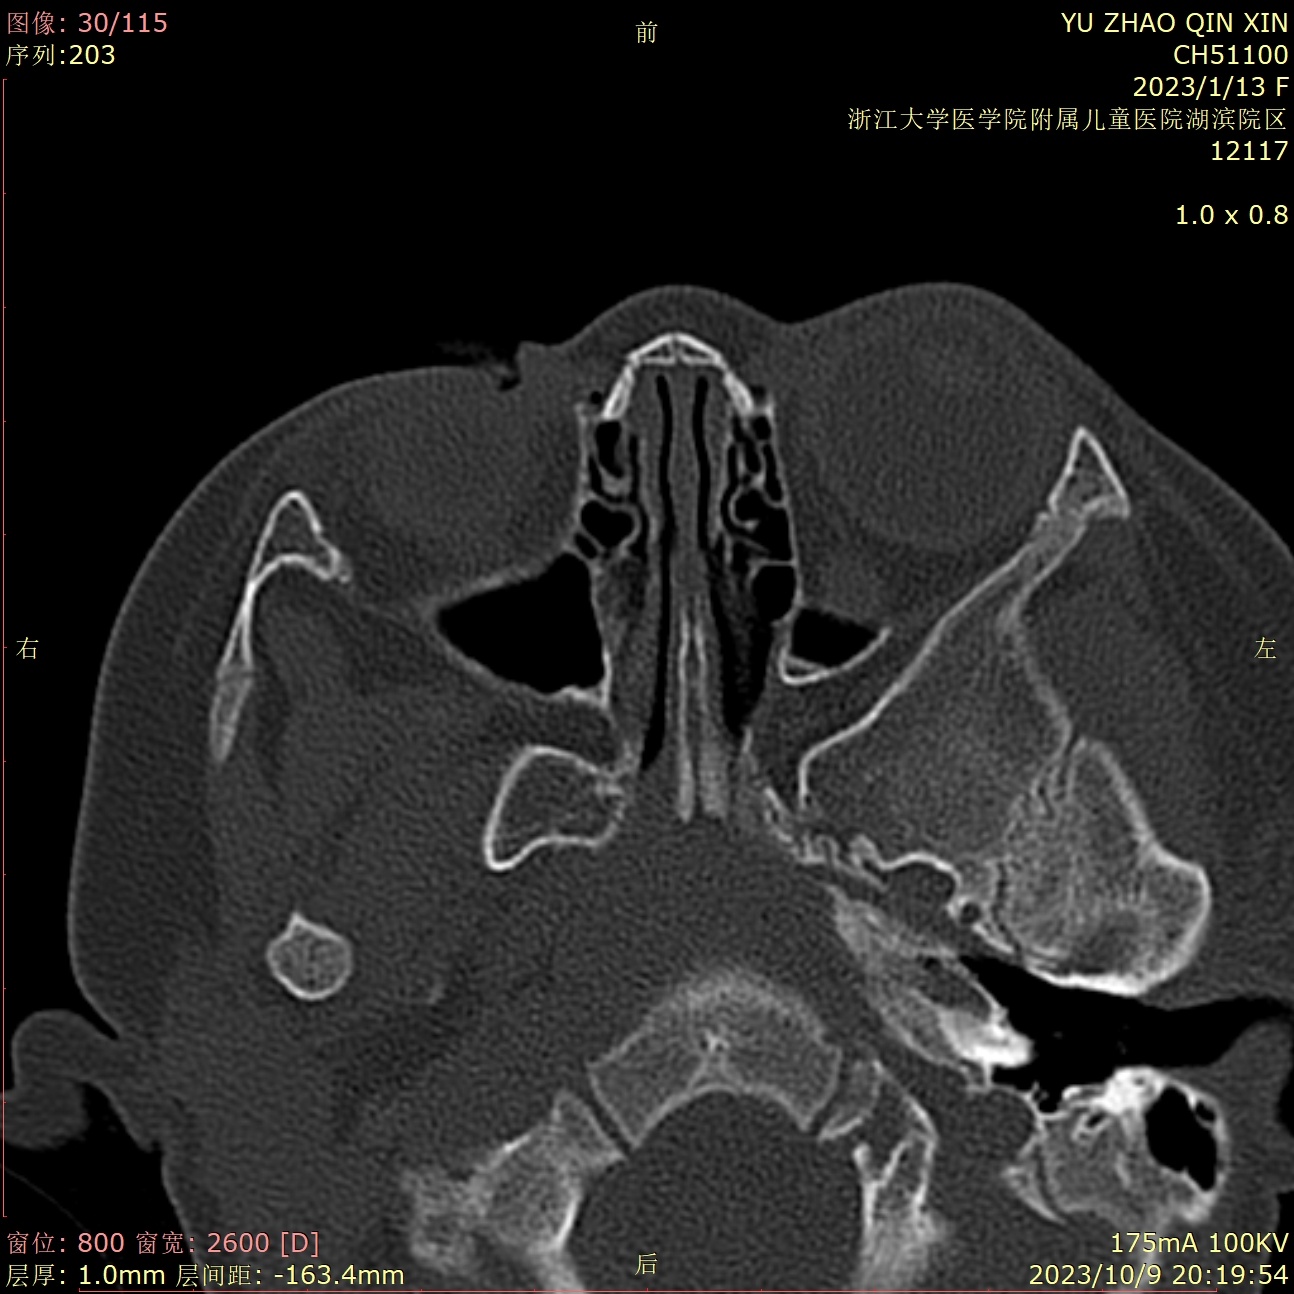 图像: 30/115
序列:203
前
YU ZHAO QIN XIN
CH51100
2023/1/13 F
浙江大学医学院附属儿童医院湖滨院区
12117
1.0 x 0.8
右
左
窗位: 800 窗宽: 2600 [D]
层厚: 1.0mm 层间距: -163.4mm
后
175mA 100KV
2023/10/9 20:19:54